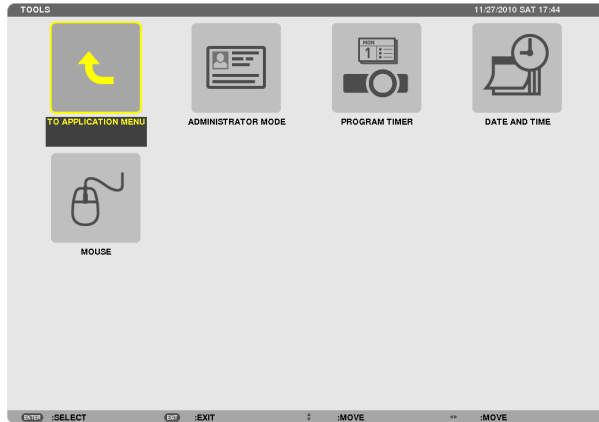 TOOLS 11/27/2010 SAT 17:44
MON
1
TO APPLICATION MENU ADMINISTRATOR MODE PROGRAM TIMER DATE AND TIME
MOUSE
ENTER :SELECT EXIT :EXIT :MOVE :MOVE